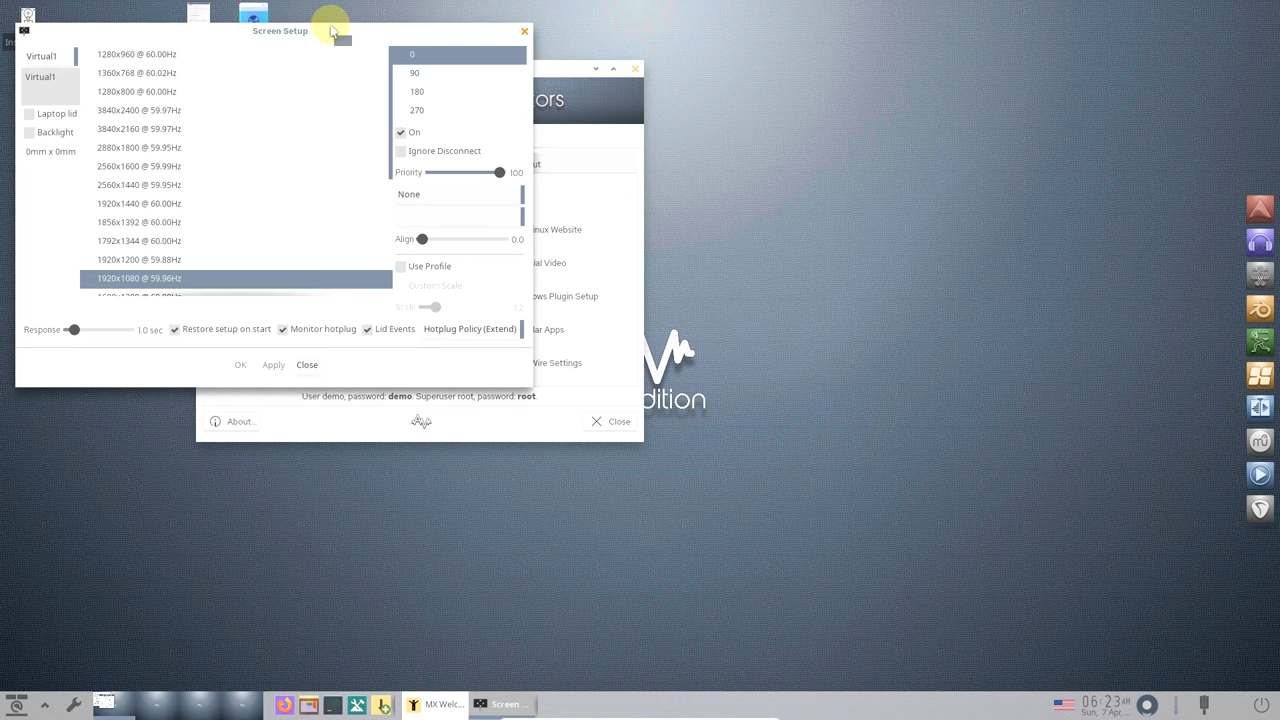 Screen Setup
Virtual1
Virtual1
Laptop lid
Backlight
0mm x 0mm
1280x960 @ 60.00Hz
1360x768 @ 60.02Hz
1280x800 @ 60.00Hz
3840x2400 @ 59.97Hz
3840x2160 @ 59.97Hz
2880x1800 @ 59.95Hz
2560x1600 @ 59.99Hz
2560x1440 @ 59.95Hz
1920x1440 @ 60.00Hz
1856x1392 @ 60.00Hz
1792x1344 @ 60.00Hz
1920x1200 @ 59.88Hz
1920x1080 @ 59.96Hz
0
90
180
270
On
Ignore Disconnect
Priority 100
None
Align 0.0
Use Profile
Custom Scale
Scale 1.2
Response 1.0 sec Restore setup on start Monitor hotplug Lid Events Hotplug Policy (Extend)
OK Apply Close
tors
ut
inux Website
ial Video
ows Plugin Setup
lar Apps
Wire Settings
User demo, password: demo. Superuser root, password: root.
About... Close
dition
MX Welc... Screen ...
06:23AM
Sun, 7 Apr,